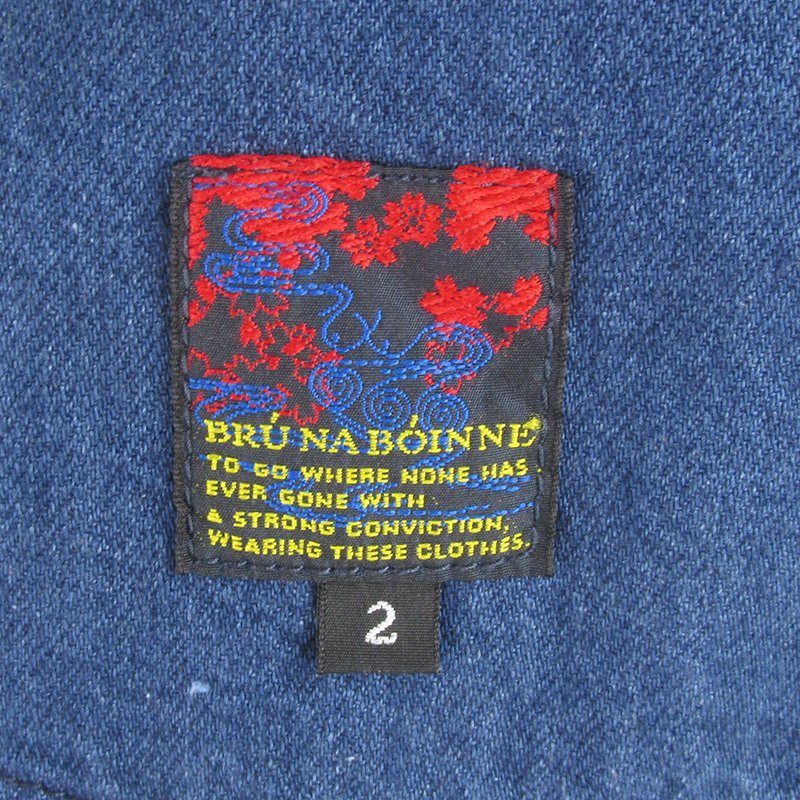 BRÚ NA BÓINNE
TO GO WHERE NONE HAS
EVER GONE WITH
& STRONG CONVICTION,
WEARING THESE CLOTHES.
2